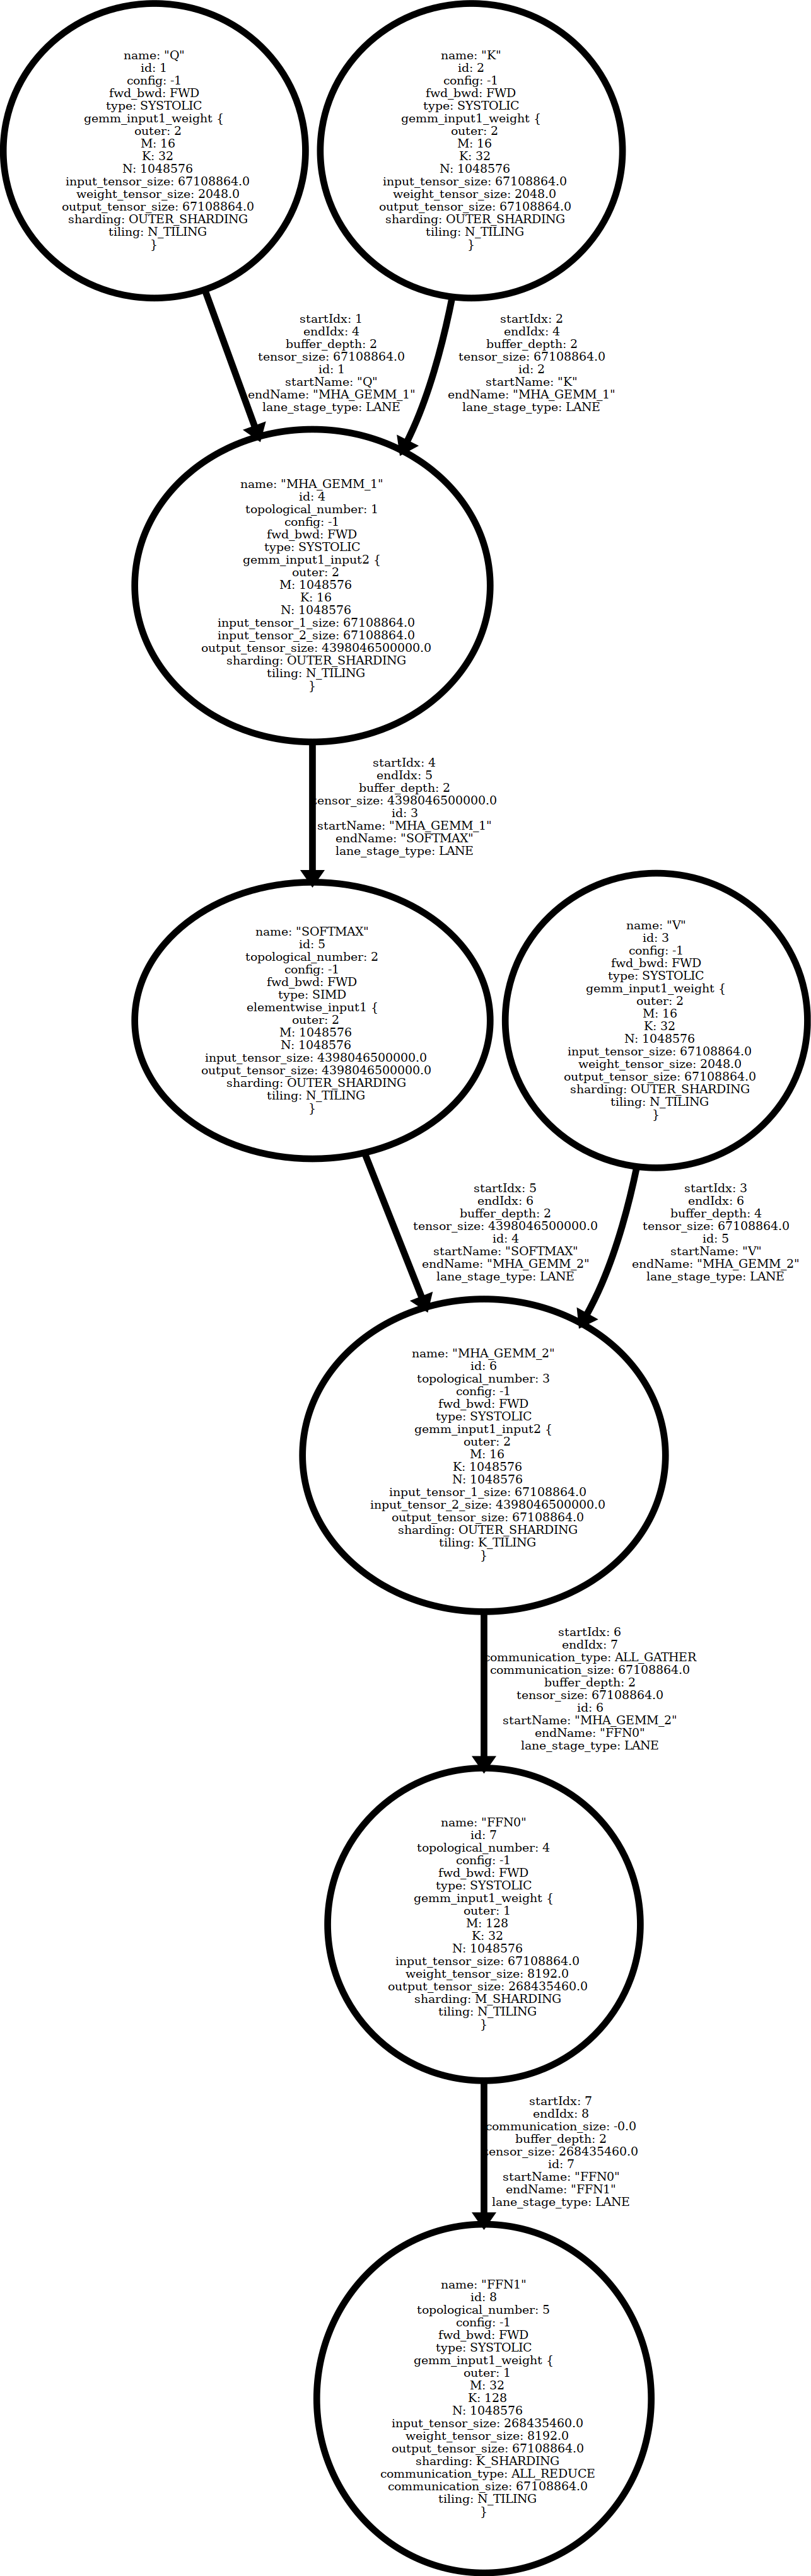 name: "Q"
id: 1
config: -1
fwd_bwd: FWD
type: SYSTOLIC
gemm_input1_weight {
outer: 2
M: 16
K: 32
N: 1048576
input_tensor_size: 67108864.0
weight_tensor_size: 2048.0
output_tensor_size: 67108864.0
sharding: OUTER_SHARDING
tiling: N_TILING
}
name: "K"
id: 2
config: -1
fwd_bwd: FWD
type: SYSTOLIC
gemm_input1_weight {
outer: 2
M: 16
K: 32
N: 1048576
input_tensor_size: 67108864.0
weight_tensor_size: 2048.0
output_tensor_size: 67108864.0
sharding: OUTER_SHARDING
tiling: N_TILING
}
startIdx: 1
endIdx: 4
buffer_depth: 2
tensor_size: 67108864.0
id: 1
startName: "Q"
endName: "MHA_GEMM_1"
lane_stage_type: LANE
startIdx: 2
endIdx: 4
buffer_depth: 2
tensor_size: 67108864.0
id: 2
startName: "K"
endName: "MHA_GEMM_1"
lane_stage_type: LANE
name: "MHA_GEMM_1"
id: 4
topological_number: 1
config: -1
fwd_bwd: FWD
type: SYSTOLIC
gemm_input1_input2 {
outer: 2
M: 1048576
K: 16
N: 1048576
input_tensor_1_size: 67108864.0
input_tensor_2_size: 67108864.0
output_tensor_size: 4398046500000.0
sharding: OUTER_SHARDING
tiling: N_TILING
}
startIdx: 4
endIdx: 5
buffer_depth: 2
tensor_size: 4398046500000.0
id: 3
startName: "MHA_GEMM_1"
endName: "SOFTMAX"
lane_stage_type: LANE
name: "SOFTMAX"
id: 5
topological_number: 2
config: -1
fwd_bwd: FWD
type: SIMD
elementwise_input1 {
outer: 2
M: 1048576
N: 1048576
input_tensor_size: 4398046500000.0
output_tensor_size: 4398046500000.0
sharding: OUTER_SHARDING
tiling: N_TILING
}
name: "V"
id: 3
config: -1
fwd_bwd: FWD
type: SYSTOLIC
gemm_input1_weight {
outer: 2
M: 16
K: 32
N: 1048576
input_tensor_size: 67108864.0
weight_tensor_size: 2048.0
output_tensor_size: 67108864.0
sharding: OUTER_SHARDING
tiling: N_TILING
}
startIdx: 5
endIdx: 6
buffer_depth: 2
tensor_size: 4398046500000.0
id: 4
startName: "SOFTMAX"
endName: "MHA_GEMM_2"
lane_stage_type: LANE
startIdx: 3
endIdx: 6
buffer_depth: 4
tensor_size: 67108864.0
id: 5
startName: "V"
endName: "MHA_GEMM_2"
lane_stage_type: LANE
name: "MHA_GEMM_2"
id: 6
topological_number: 3
config: -1
fwd_bwd: FWD
type: SYSTOLIC
gemm_input1_input2 {
outer: 2
M: 16
K: 1048576
N: 1048576
input_tensor_1_size: 67108864.0
input_tensor_2_size: 4398046500000.0
output_tensor_size: 67108864.0
sharding: OUTER_SHARDING
tiling: K_TILING
}
startIdx: 6
endIdx: 7
communication_type: ALL_GATHER
communication_size: 67108864.0
buffer_depth: 2
tensor_size: 67108864.0
id: 6
startName: "MHA_GEMM_2"
endName: "FFN0"
lane_stage_type: LANE
name: "FFN0"
id: 7
topological_number: 4
config: -1
fwd_bwd: FWD
type: SYSTOLIC
gemm_input1_weight {
outer: 1
M: 128
K: 32
N: 1048576
input_tensor_size: 67108864.0
weight_tensor_size: 8192.0
output_tensor_size: 268435460.0
sharding: M_SHARDING
tiling: N_TILING
}
startIdx: 7
endIdx: 8
communication_size: -0.0
buffer_depth: 2
tensor_size: 268435460.0
id: 7
startName: "FFN0"
endName: "FFN1"
lane_stage_type: LANE
name: "FFN1"
id: 8
topological_number: 5
config: -1
fwd_bwd: FWD
type: SYSTOLIC
gemm_input1_weight {
outer: 1
M: 32
K: 128
N: 1048576
input_tensor_size: 268435460.0
weight_tensor_size: 8192.0
output_tensor_size: 67108864.0
sharding: K_SHARDING
communication_type: ALL_REDUCE
communication_size: 67108864.0
tiling: N_TILING
}